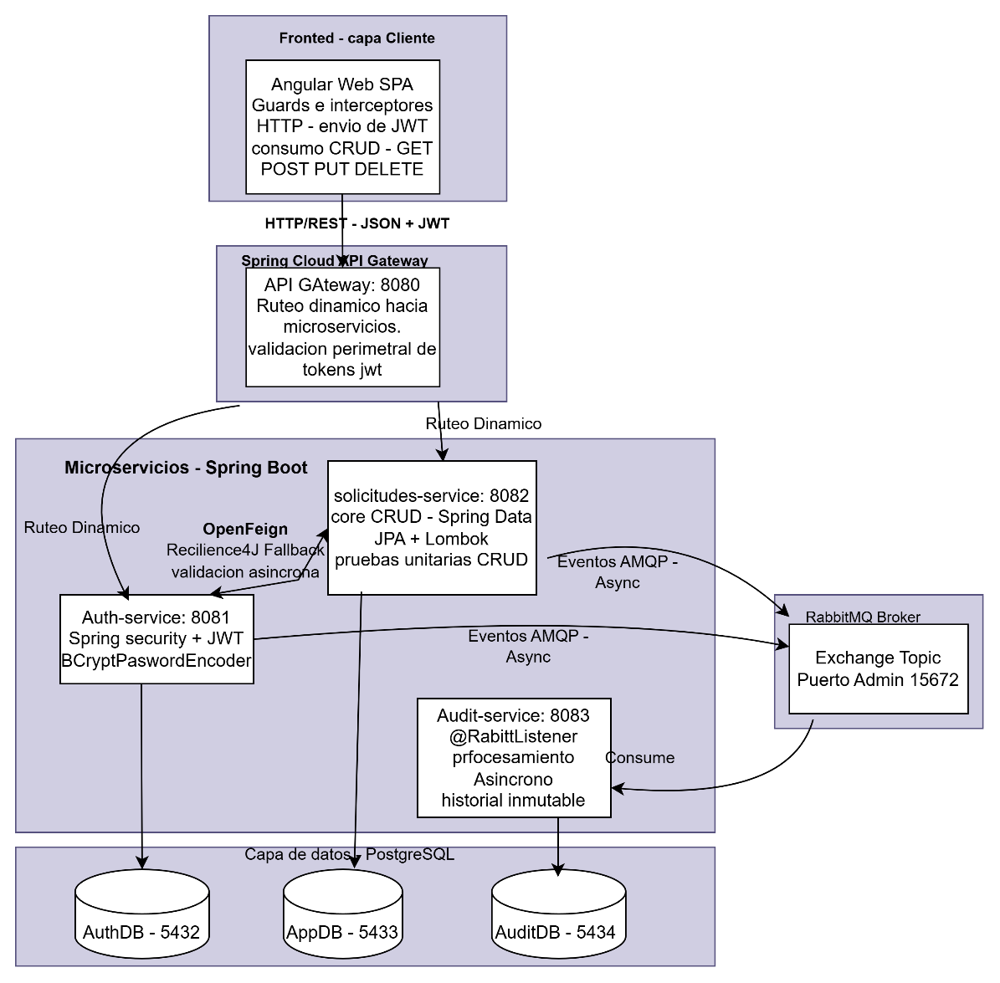 Fronted - capa Cliente
Angular Web SPA
Guards e interceptores
HTTP - envio de JWT
consumo CRUD - GET
POST PUT DELETE
HTTP/REST - JSON + JWT
Spring Cloud API Gateway
API GAteway: 8080
Ruteo dinamico hacia
microservicios.
validacion perimetral de
tokens jwt
Ruteo Dinamico
Microservicios - Spring Boot
solicitudes-service: 8082
core CRUD - Spring Data
JPA + Lombok
pruebas unitarias CRUD
Ruteo Dinamico
OpenFeign
Recilience4J Fallback
validacion asincrona
Eventos AMQP -
Async
Auth-service: 8081
Spring security + JWT
BCryptPaswordEncoder
Eventos AMQP -
Async
RabbitMQ Broker
Exchange Topic
Puerto Admin 15672
Audit-service: 8083
@RabittListener
prfocesamiento
Asincrono
historial inmutable
Consume
Capa de datos - PostgreSQL
AuthDB - 5432
AppDB - 5433
AuditDB - 5434